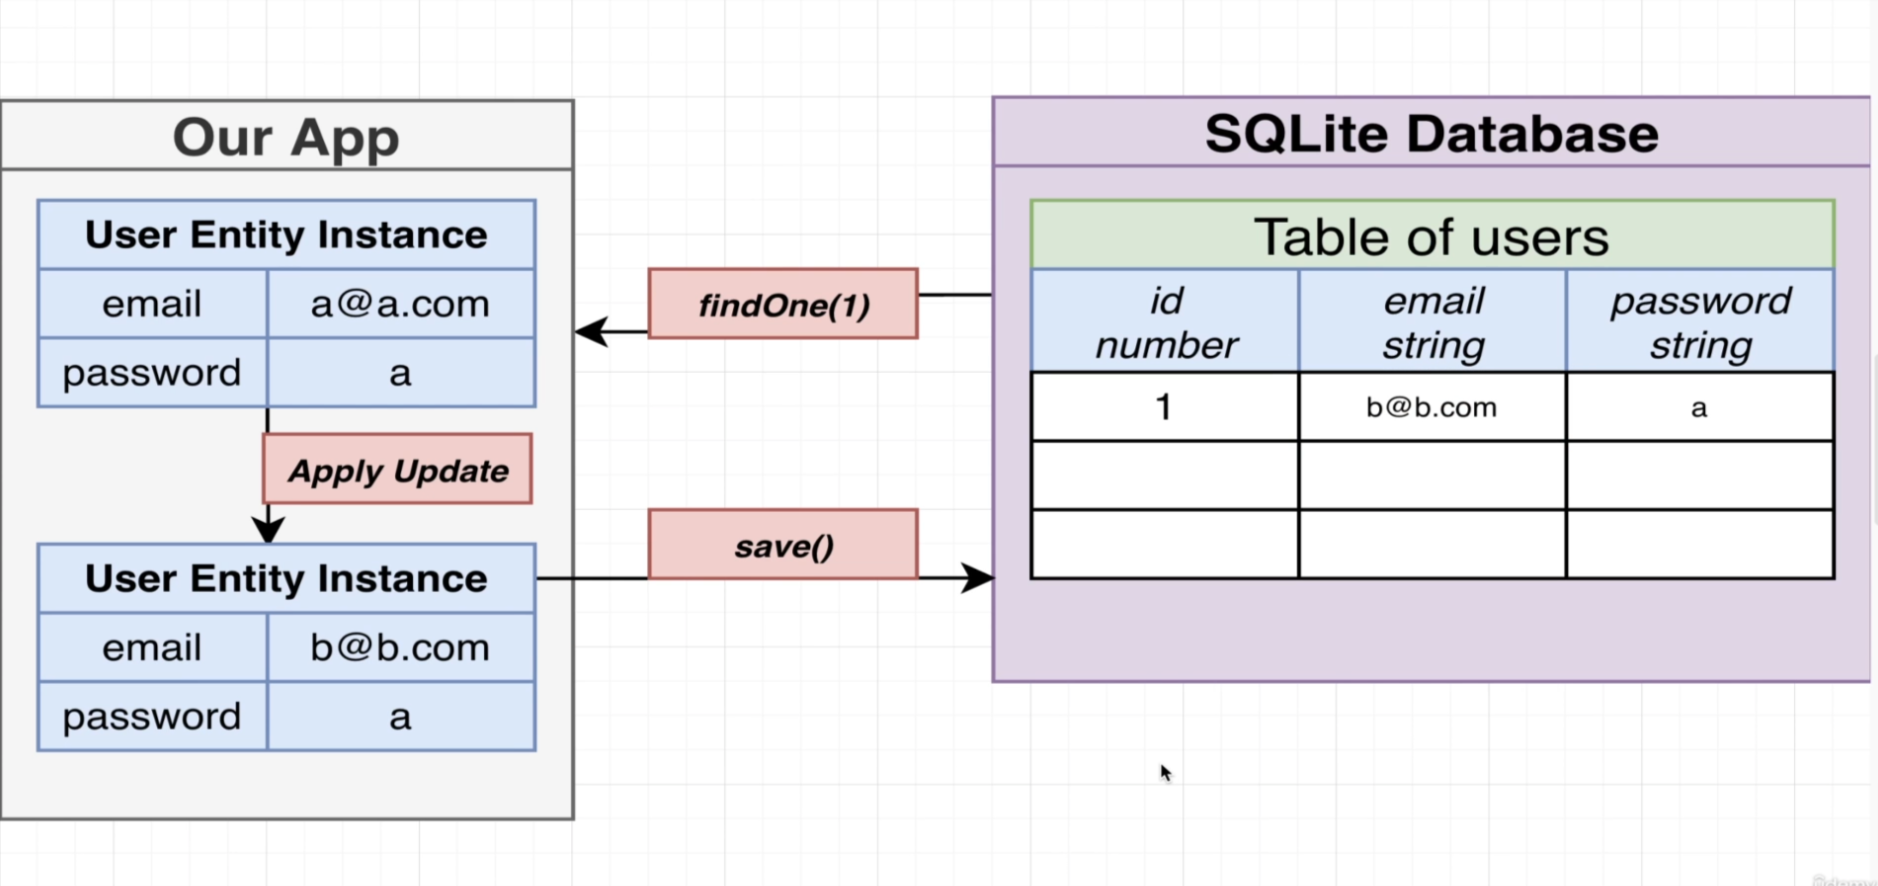 Our App
User Entity Instance
email a@a.com
password a
Apply Update
User Entity Instance
email b@b.com
password a
findOne(1)
save()
SQLite Database
Table of users
id email password
number string string
1 b@b.com a